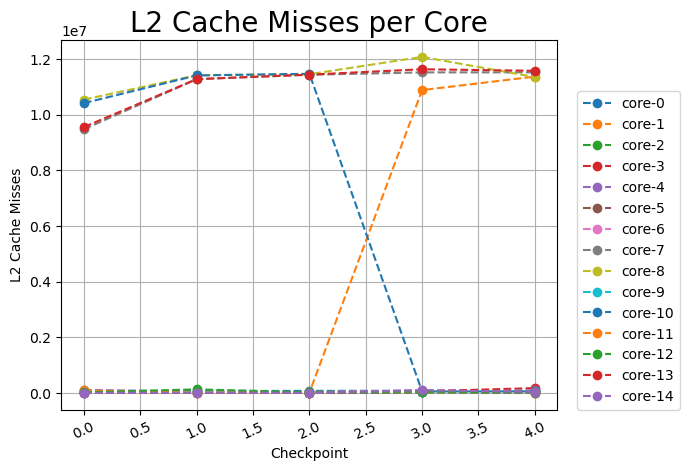 L2 Cache Misses per Core
1e7
1.2
1.0
0.8
0.6
0.4
0.2
0.0
L2 Cache Misses
0.0 0.5 1.0 1.5 2.0 2.5 3.0 3.5 4.0
Checkpoint
core-0
core-1
core-2
core-3
core-4
core-5
core-6
core-7
core-8
core-9
core-10
core-11
core-12
core-13
core-14